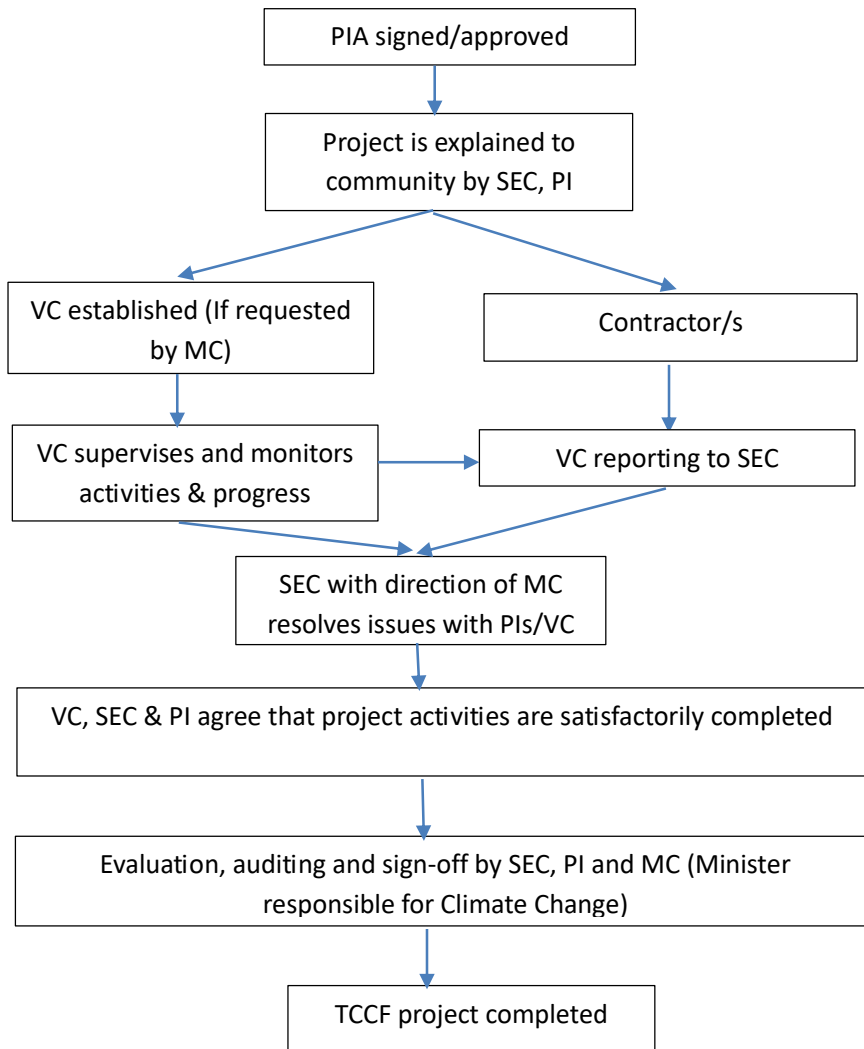 PIA signed/approved
Project is explained to
community by SEC, PI
VC established (If requested
by MC)
Contractor/s
VC supervises and monitors
activities & progress
VC reporting to SEC
SEC with direction of MC
resolves issues with PIs/VC
VC, SEC & PI agree that project activities are satisfactorily completed
Evaluation, auditing and sign-off by SEC, PI and MC (Minister
responsible for Climate Change)
TCCF project completed